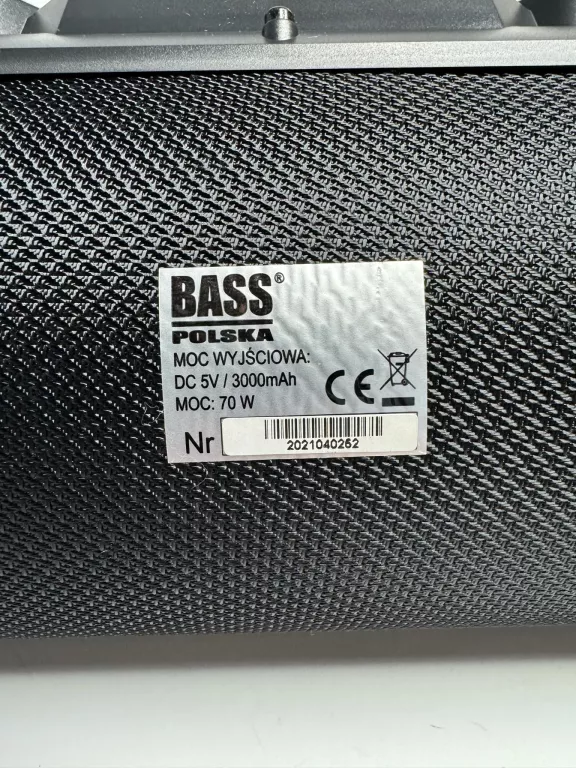 BASS®
POLSKA
MOC WYJŚCIOWA:
DC 5V / 3000mAh
MOC: 70 W
CE
Nr 2021040252